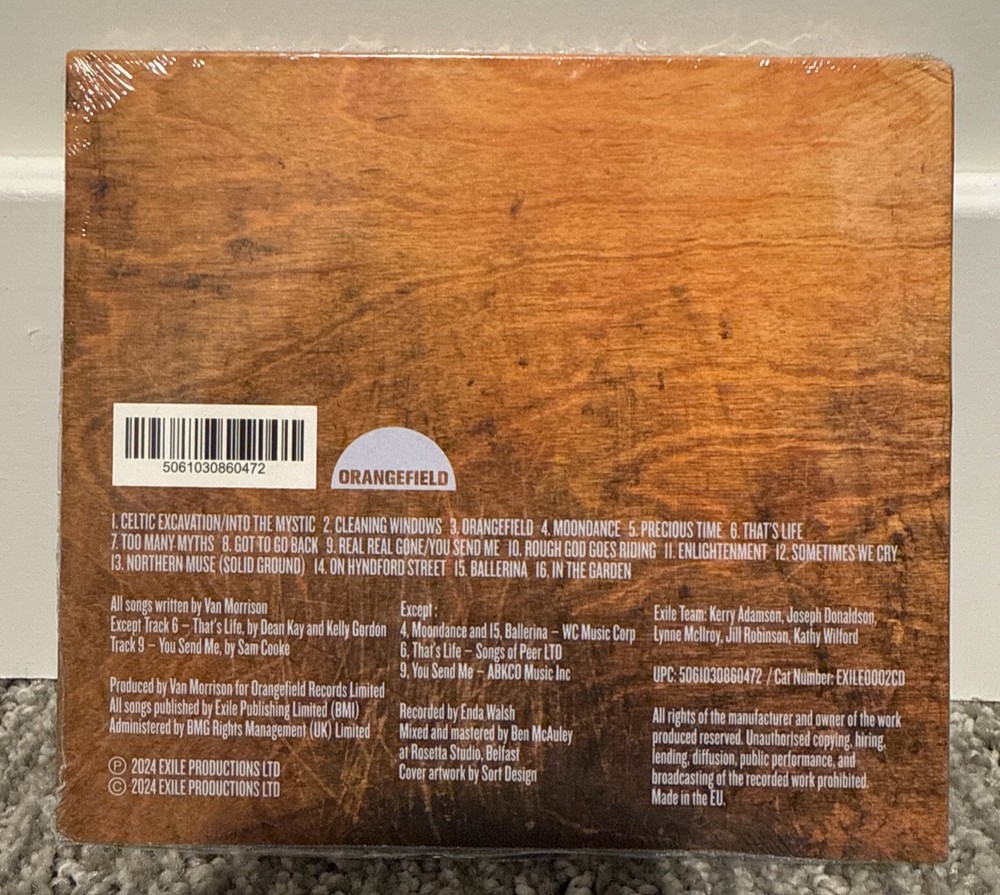 5061030860472
ORANGEFIELD
1. CELTIC EXCAVATION/INTO THE MYSTIC 2. CLEANING WINDOWS 3. ORANGEFIELD 4. MOONDANCE 5. PRECIOUS TIME 6. THAT'S LIFE
7. TOO MANY MYTHS 8. GOT TO GO BACK 9. REAL REAL GONE/YOU SEND ME 10. ROUGH GOD GOES RIDING 11. ENLIGHTENMENT 12. SOMETIMES WE CRY
13. NORTHERN MUSE (SOLID GROUND) 14. ON HYNDFORD STREET 15. BALLERINA 16. IN THE GARDEN
All songs written by Van Morrison
Except Track 6 – That's Life, by Dean Kay and Kelly Gordon
Track 9 – You Send Me, by Sam Cooke
Produced by Van Morrison for Orangefield Records Limited
All songs published by Exile Publishing Limited (BMI)
Administered by BMG Rights Management (UK) Limited
Ⓟ 2024 EXILE PRODUCTIONS LTD
© 2024 EXILE PRODUCTIONS LTD
Except :
4, Moondance and 15, Ballerina – WC Music Corp
6, That's Life – Songs of Peer LTD
9, You Send Me – ABKCO Music Inc
Recorded by Enda Walsh
Mixed and mastered by Ben McAuley
at Rosetta Studio, Belfast
Cover artwork by Sort Design
Exile Team: Kerry Adamson, Joseph Donaldson,
Lynne McIlroy, Jill Robinson, Kathy Wilford
UPC: 5061030860472 / Cat Number: EXILE0002CD
All rights of the manufacturer and owner of the work
produced reserved. Unauthorised copying, hiring,
lending, diffusion, public performance, and
broadcasting of the recorded work prohibited.
Made in the EU.